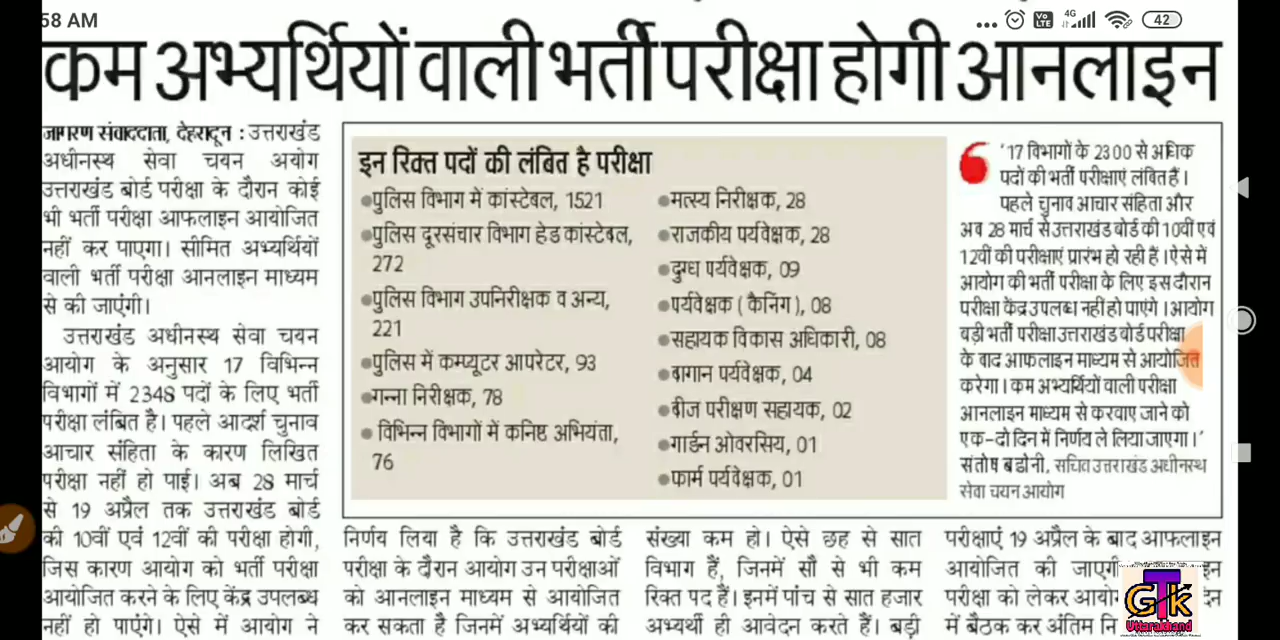 58 AM
4G
42
कम अभ्यर्थियों वाली भर्ती परीक्षा होगी आनलाइन
जागरण संवाददाता, देहरादून : उत्तराखंड
अधीनस्थ सेवा चयन अयोग
उत्तराखंड बोर्ड परीक्षा के दौरान कोई
भी भर्ती परीक्षा आफलाइन आयोजित
नहीं कर पाएगा। सीमित अभ्यर्थियों
वाली भर्ती परीक्षा आनलाइन माध्यम
से की जाएंगी।
उत्तराखंड अधीनस्थ सेवा चयन
आयोग के अनुसार 17 विभिन्न
विभागों में 2348 पदों के लिए भर्ती
परीक्षा लंबित है। पहले आदर्श चुनाव
आचार संहिता के कारण लिखित
परीक्षा नहीं हो पाई। अब 28 मार्च
से 19 अप्रैल तक उत्तराखंड बोर्ड
की 10वीं एवं 12वीं की परीक्षा होगी,
जिस कारण आयोग को भर्ती परीक्षा
आयोजित करने के लिए केंद्र उपलब्ध
नहीं हो पाएंगे। ऐसे में आयोग ने
इन रिक्त पदों की लंबित है परीक्षा
पुलिस विभाग में कांस्टेबल, 1521
पुलिस दूरसंचार विभाग हेड कांस्टेबल,
272
पुलिस विभाग उपनिरीक्षक व अन्य,
221
पुलिस में कम्प्यूटर आपरेटर, 93
गन्ना निरीक्षक, 78
विभिन्न विभागों में कनिष्ठ अभियंता,
76
मत्स्य निरीक्षक, 28
राजकीय पर्यवेक्षक, 28
दुग्ध पर्यवेक्षक, 09
पर्यवेक्षक (कैनिंग), 08
सहायक विकास अधिकारी, 08
बागान पर्यवेक्षक, 04
बीज परीक्षण सहायक, 02
गार्डन ओवरसियर, 01
फार्म पर्यवेक्षक, 01
'17 विभागों के 2300 से अधिक
पदों की भर्ती परीक्षाएं लंबित हैं।
पहले चुनाव आचार संहिता और
अब 28 मार्च से उत्तराखंड बोर्ड की 10वीं एवं
12वीं की परीक्षाएं प्रारंभ हो रही हैं। ऐसे में
आयोग की भर्ती परीक्षा के लिए इस दौरान
परीक्षा केंद्र उपलब्ध नहीं हो पाएंगे। आयोग
बड़ी भर्ती परीक्षा उत्तराखंड बोर्ड परीक्षा
के बाद आफलाइन माध्यम से आयोजित
करेगा। कम अभ्यर्थियों वाली परीक्षा
आनलाइन माध्यम से करवाए जाने को
एक-दो दिन में निर्णय ले लिया जाएगा।'
संतोष बडोनी, सचिव उत्तराखंड अधीनस्थ
सेवा चयन आयोग
निर्णय लिया है कि उत्तराखंड बोर्ड
परीक्षा के दौरान आयोग उन परीक्षाओं
को आनलाइन माध्यम से आयोजित
कर सकता है जिनमें अभ्यर्थियों की
संख्या कम हो। ऐसे छह से सात
विभाग हैं, जिनमें सौ से भी कम
रिक्त पद हैं। इनमें पांच से सात हजार
अभ्यर्थी ही आवेदन करते हैं। बड़ी
परीक्षाएं 19 अप्रैल के बाद आफलाइन
आयोजित की जाएगी
परीक्षा को लेकर
में बैठक कर अंतिम
GTK
Uttarakhand